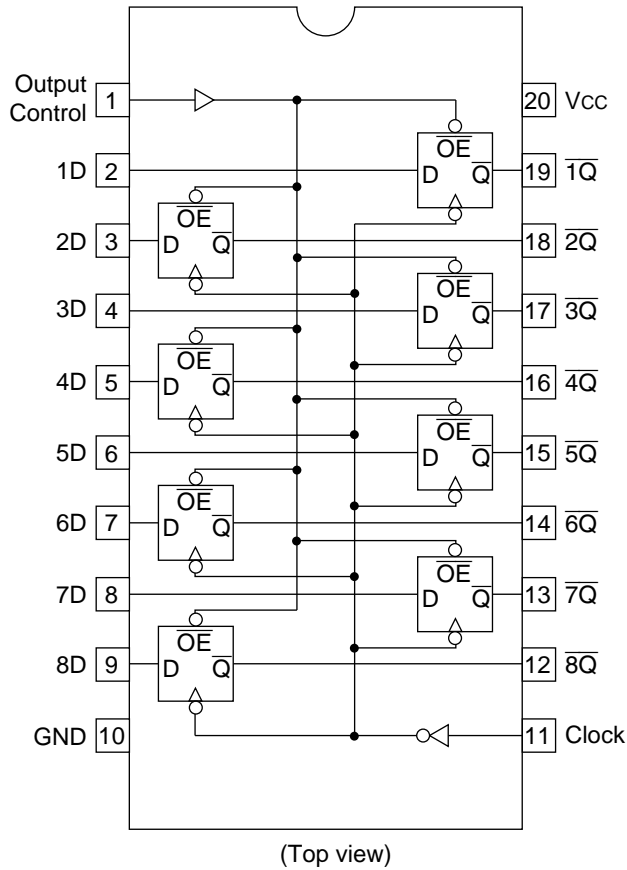 Output
Control
1
20
VCC
OE
1D
2
D
Q̅
19
1Q̅
OE
2D
3
D
Q̅
18
2Q̅
OE
3D
4
D
Q̅
17
3Q̅
OE
4D
5
D
Q̅
16
4Q̅
OE
5D
6
D
Q̅
15
5Q̅
OE
6D
7
D
Q̅
14
6Q̅
OE
7D
8
D
Q̅
13
7Q̅
OE
8D
9
D
Q̅
12
8Q̅
GND
10
11
Clock
(Top view)